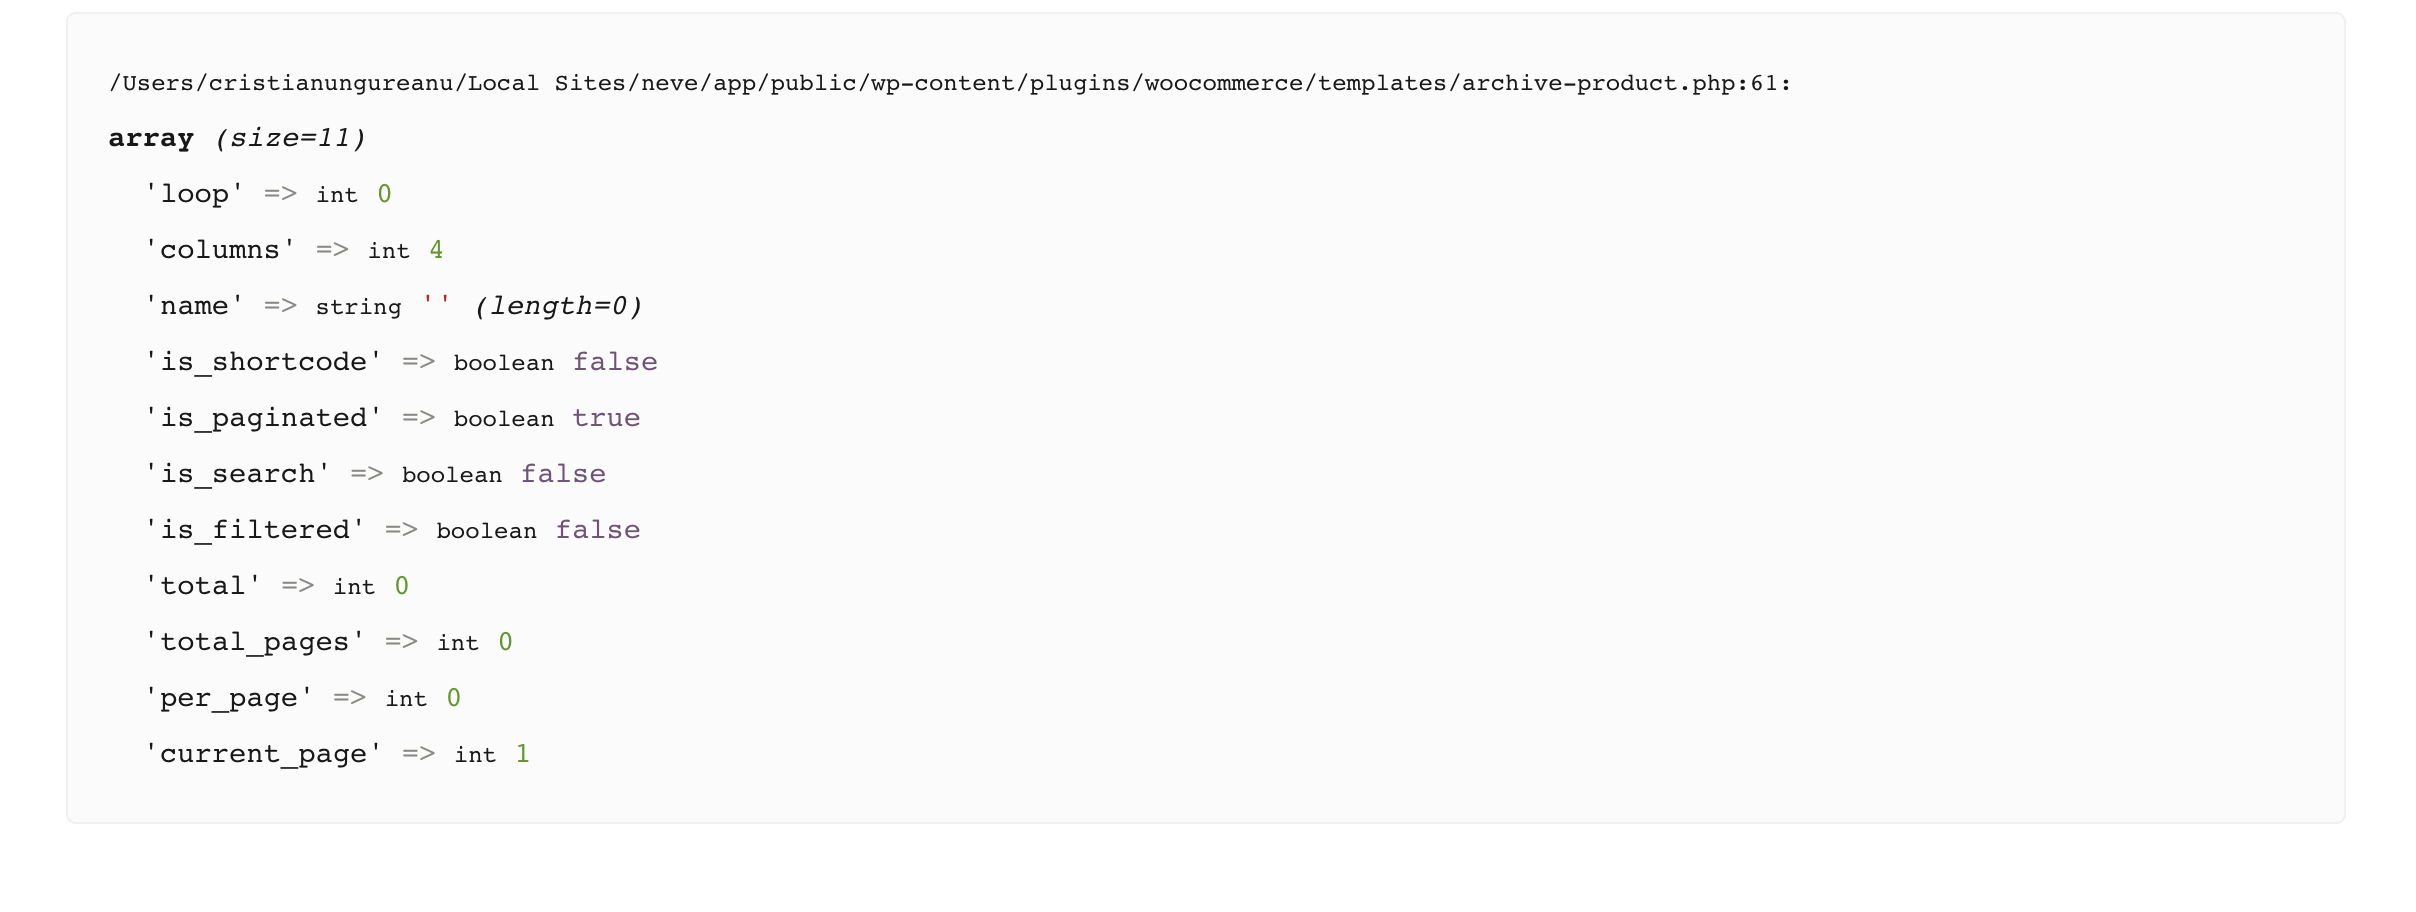 /Users/cristianungureanu/Local Sites/neve/app/public/wp-content/plugins/woocommerce/templates/archive-product.php:61:
array (size=11)
'loop' => int 0
'columns' => int 4
'name' => string '' (length=0)
'is_shortcode' => boolean false
'is_paginated' => boolean true
'is_search' => boolean false
'is_filtered' => boolean false
'total' => int 0
'total_pages' => int 0
'per_page' => int 0
'current_page' => int 1